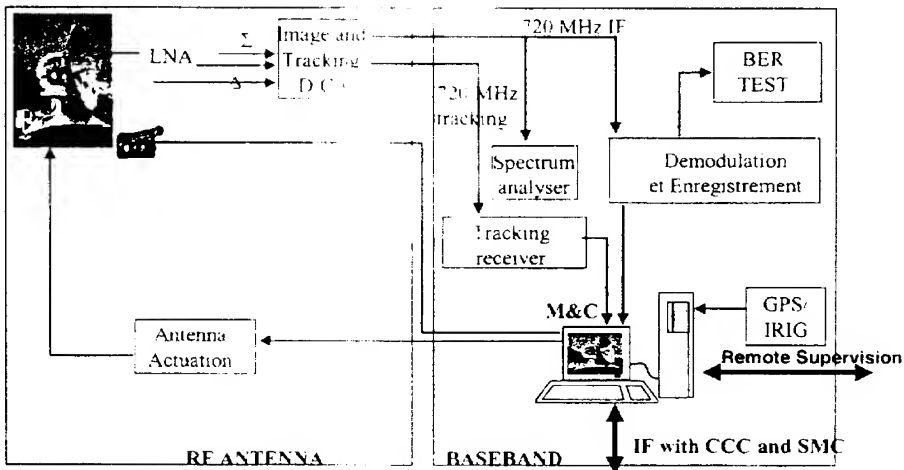 LNA
Σ
Image and
Tracking
720 MHz IF
720 MHz
tracking
BER
TEST
Spectrum
analyser
Demodulation
et Enregistrement
Tracking
receiver
M&C
GPS/
IRIG
Antenna
Actuation
Remote Supervision
RF ANTENNA
BASEBAND
IF with CCC and SMC